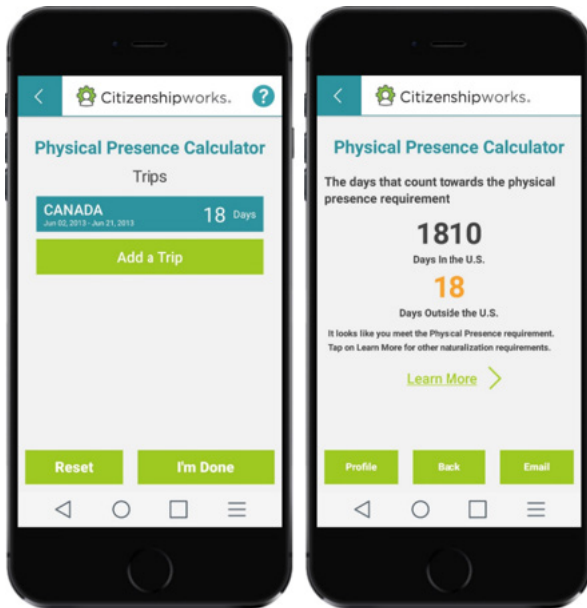 Citizenshipworks.
?
Physical Presence Calculator
Trips
CANADA
Jun 02, 2013 - Jun 21, 2013
18 Days
Add a Trip
Reset
I'm Done
Citizenshipworks.
Physical Presence Calculator
The days that count towards the physical
presence requirement
1810
Days In the U.S.
18
Days Outside the U.S.
It looks like you meet the Physcal Presence requirement.
Tap on Learn More for other naturalization requirements.
Learn More
Profile
Back
Email